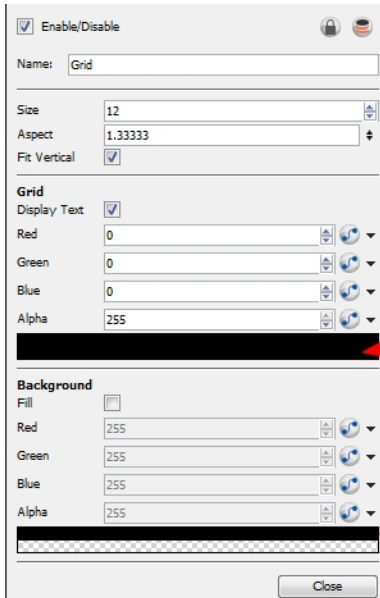 Enable/Disable
Name: Grid
Size 12
Aspect 1.33333
Fit Vertical
Grid
Display Text
Red 0
Green 0
Blue 0
Alpha 255
Background
Fill
Red 255
Green 255
Blue 255
Alpha 255
Close